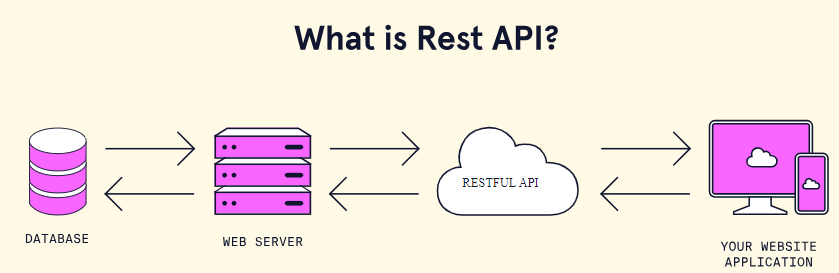 What is Rest API?
RESTFUL API
DATABASE
WEB SERVER
YOUR WEBSITE
APPLICATION